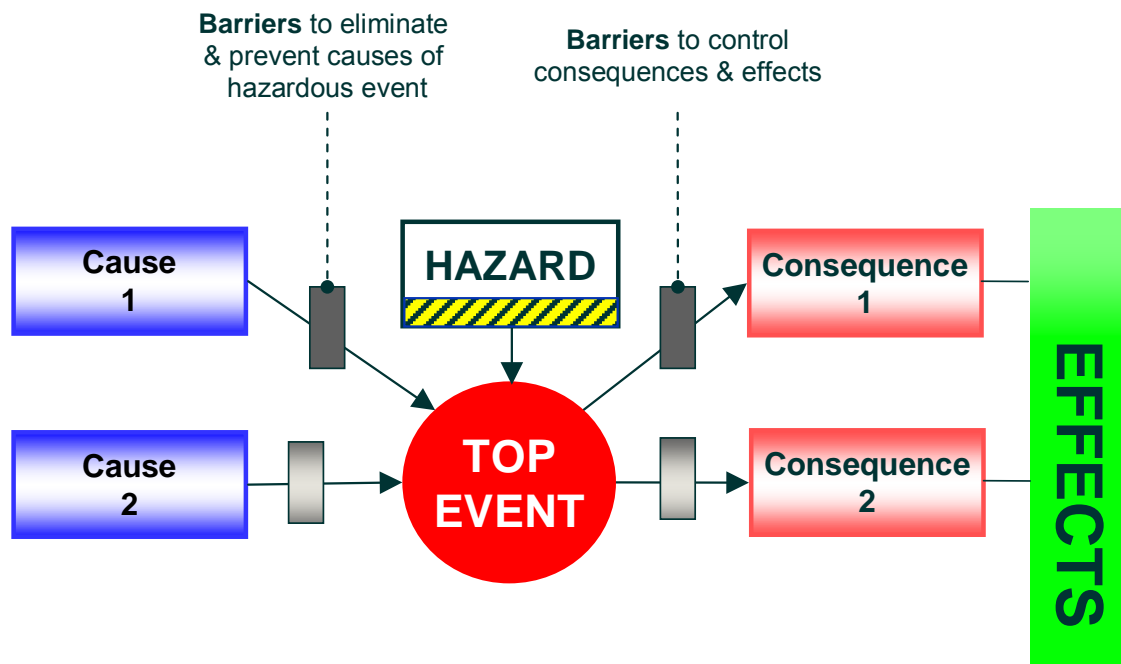 Barriers to eliminate
& prevent causes of
hazardous event
Barriers to control
consequences & effects
Cause
1
HAZARD
Consequence
1
Cause
2
TOP
EVENT
Consequence
2
EFFECTS